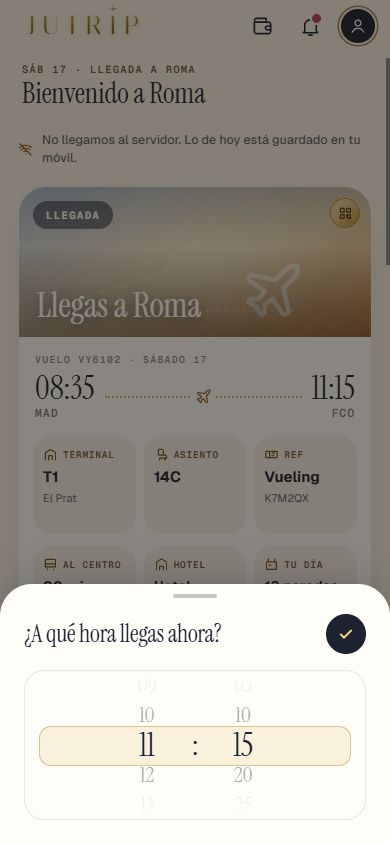 JUTRIP
SÁB 17 · LLEGADA A ROMA
Bienvenido a Roma
No llegamos al servidor. Lo de hoy está guardado en tu
móvil.
LLEGADA
Llegas a Roma
VUELO VY6102 · SÁBADO 17
08:35 11:15
MAD FCO
TERMINAL ASIENTO REF
T1 14C Vueling
El Prat K7M2QX
AL CENTRO HOTEL TU DÍA
¿A qué hora llegas ahora?
09 05
10 10
11 : 15
12 20
13 25